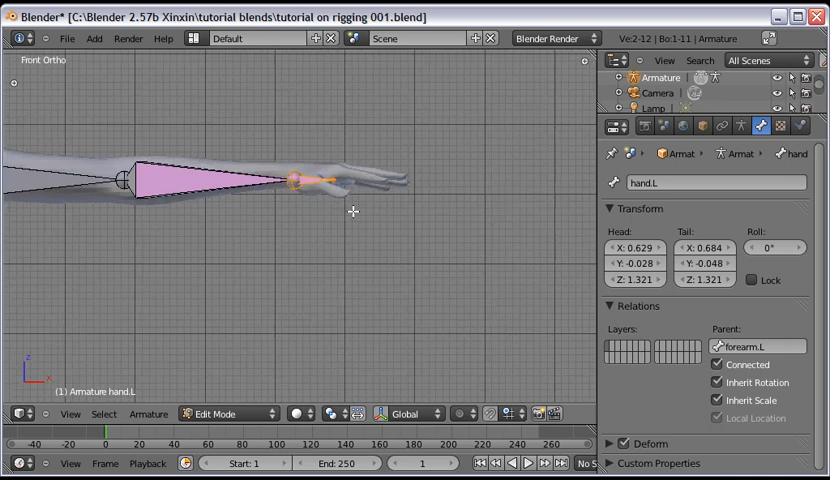 Blender* [C:\Blender 2.57b Xinxin\tutorial blends\tutorial on rigging 001.blend]
File Add Render Help Default Scene Blender Render Ve:2-12 | Bo:1-11 | Armature
Front Ortho
View Search All Scenes
Armature
Camera
Lamp
Armat Armat hand
hand.L
Transform
Head: Tail: Roll:
X: 0.629 X: 0.684 0°
Y: -0.028 Y: -0.048
Z: 1.321 Z: 1.321 Lock
Relations
Layers: Parent:
forearm.L
Connected
Inherit Rotation
Inherit Scale
Local Location
Deform
Custom Properties
z
x
(1) Armature hand.L
View Select Armature Edit Mode Global
-40 -20 0 20 40 60 80 100 120 140 160 180 200 220 240 260
View Frame Playback Start: 1 End: 250 1 No S